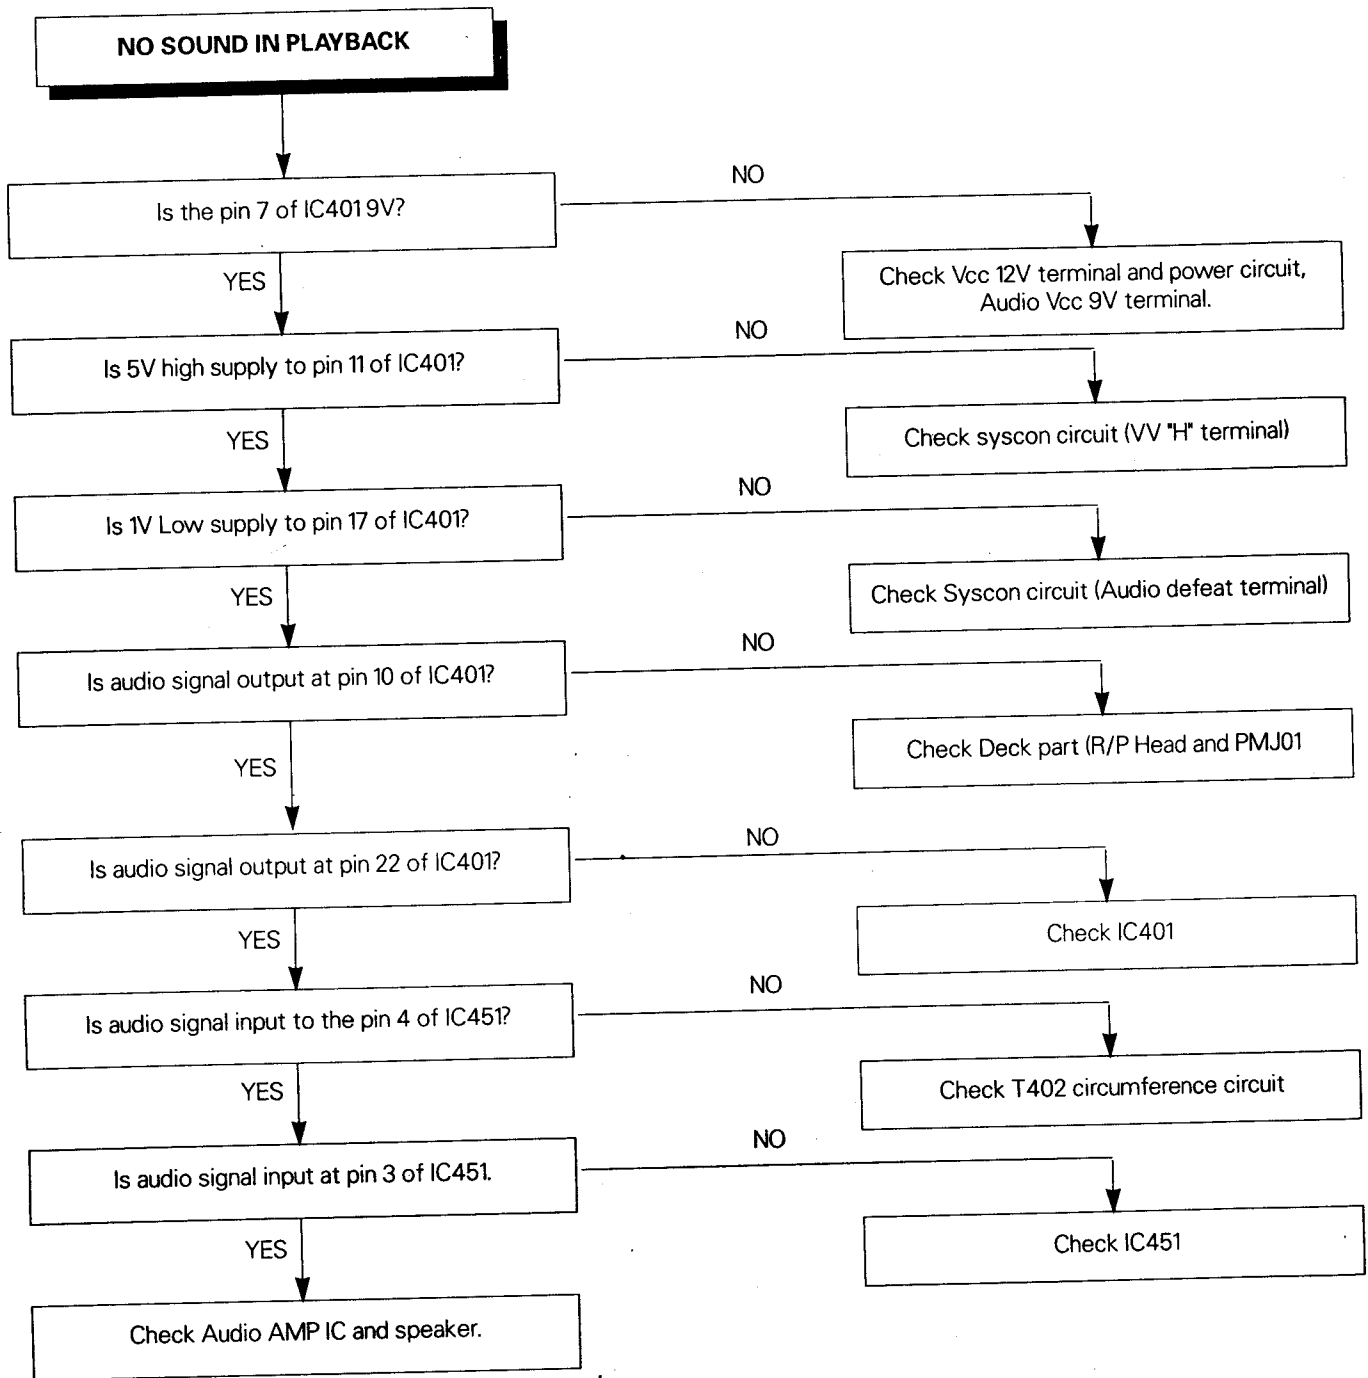 NO SOUND IN PLAYBACK
NO
Is the pin 7 of IC401 9V?
YES
Check Vcc 12V terminal and power circuit,
Audio Vcc 9V terminal.
NO
Is 5V high supply to pin 11 of IC401?
YES
Check syscon circuit (VV "H" terminal)
NO
Is 1V Low supply to pin 17 of IC401?
YES
Check Syscon circuit (Audio defeat terminal)
NO
Is audio signal output at pin 10 of IC401?
YES
Check Deck part (R/P Head and PMJ01
NO
Is audio signal output at pin 22 of IC401?
YES
Check IC401
NO
Is audio signal input to the pin 4 of IC451?
YES
Check T402 circumference circuit
NO
Is audio signal input at pin 3 of IC451.
YES
Check IC451
Check Audio AMP IC and speaker.